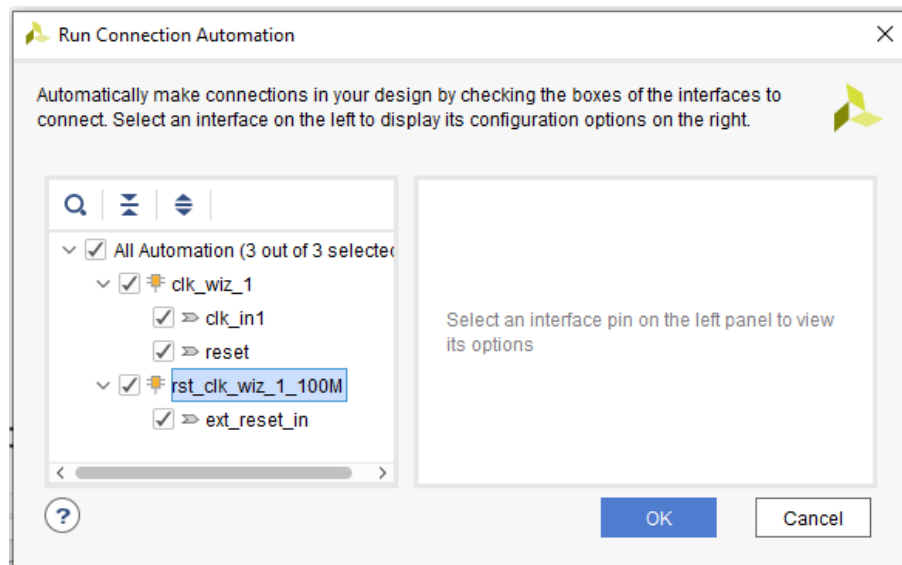 Run Connection Automation
Automatically make connections in your design by checking the boxes of the interfaces to
connect. Select an interface on the left to display its configuration options on the right.
All Automation (3 out of 3 selected
clk_wiz_1
clk_in1
reset
rst_clk_wiz_1_100M
ext_reset_in
Select an interface pin on the left panel to view
its options
?
OK
Cancel